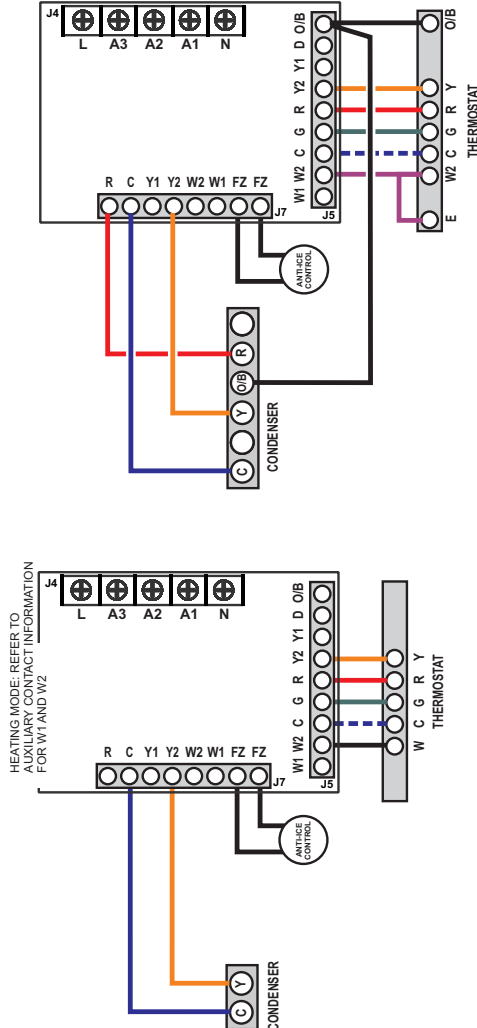 J4
L A3 A2 A1 N
O/B
D
Y1
Y2
R
G
C
W2
W1
J5
R C Y1 Y2 W2 W1 FZ FZ
J7
ANTI-ICE
CONTROL
R
O/B
Y
C
CONDENSER
O/B
Y
R
G
C
W2
E
THERMOSTAT
HEATING MODE: REFER TO
AUXILIARY CONTACT INFORMATION
FOR W1 AND W2
J4
L A3 A2 A1 N
O/B
D
Y1
Y2
R
G
C
W2
W1
J5
R C Y1 Y2 W2 W1 FZ FZ
J7
ANTI-ICE
CONTROL
Y
C
CONDENSER
Y
R
G
C
W
THERMOSTAT